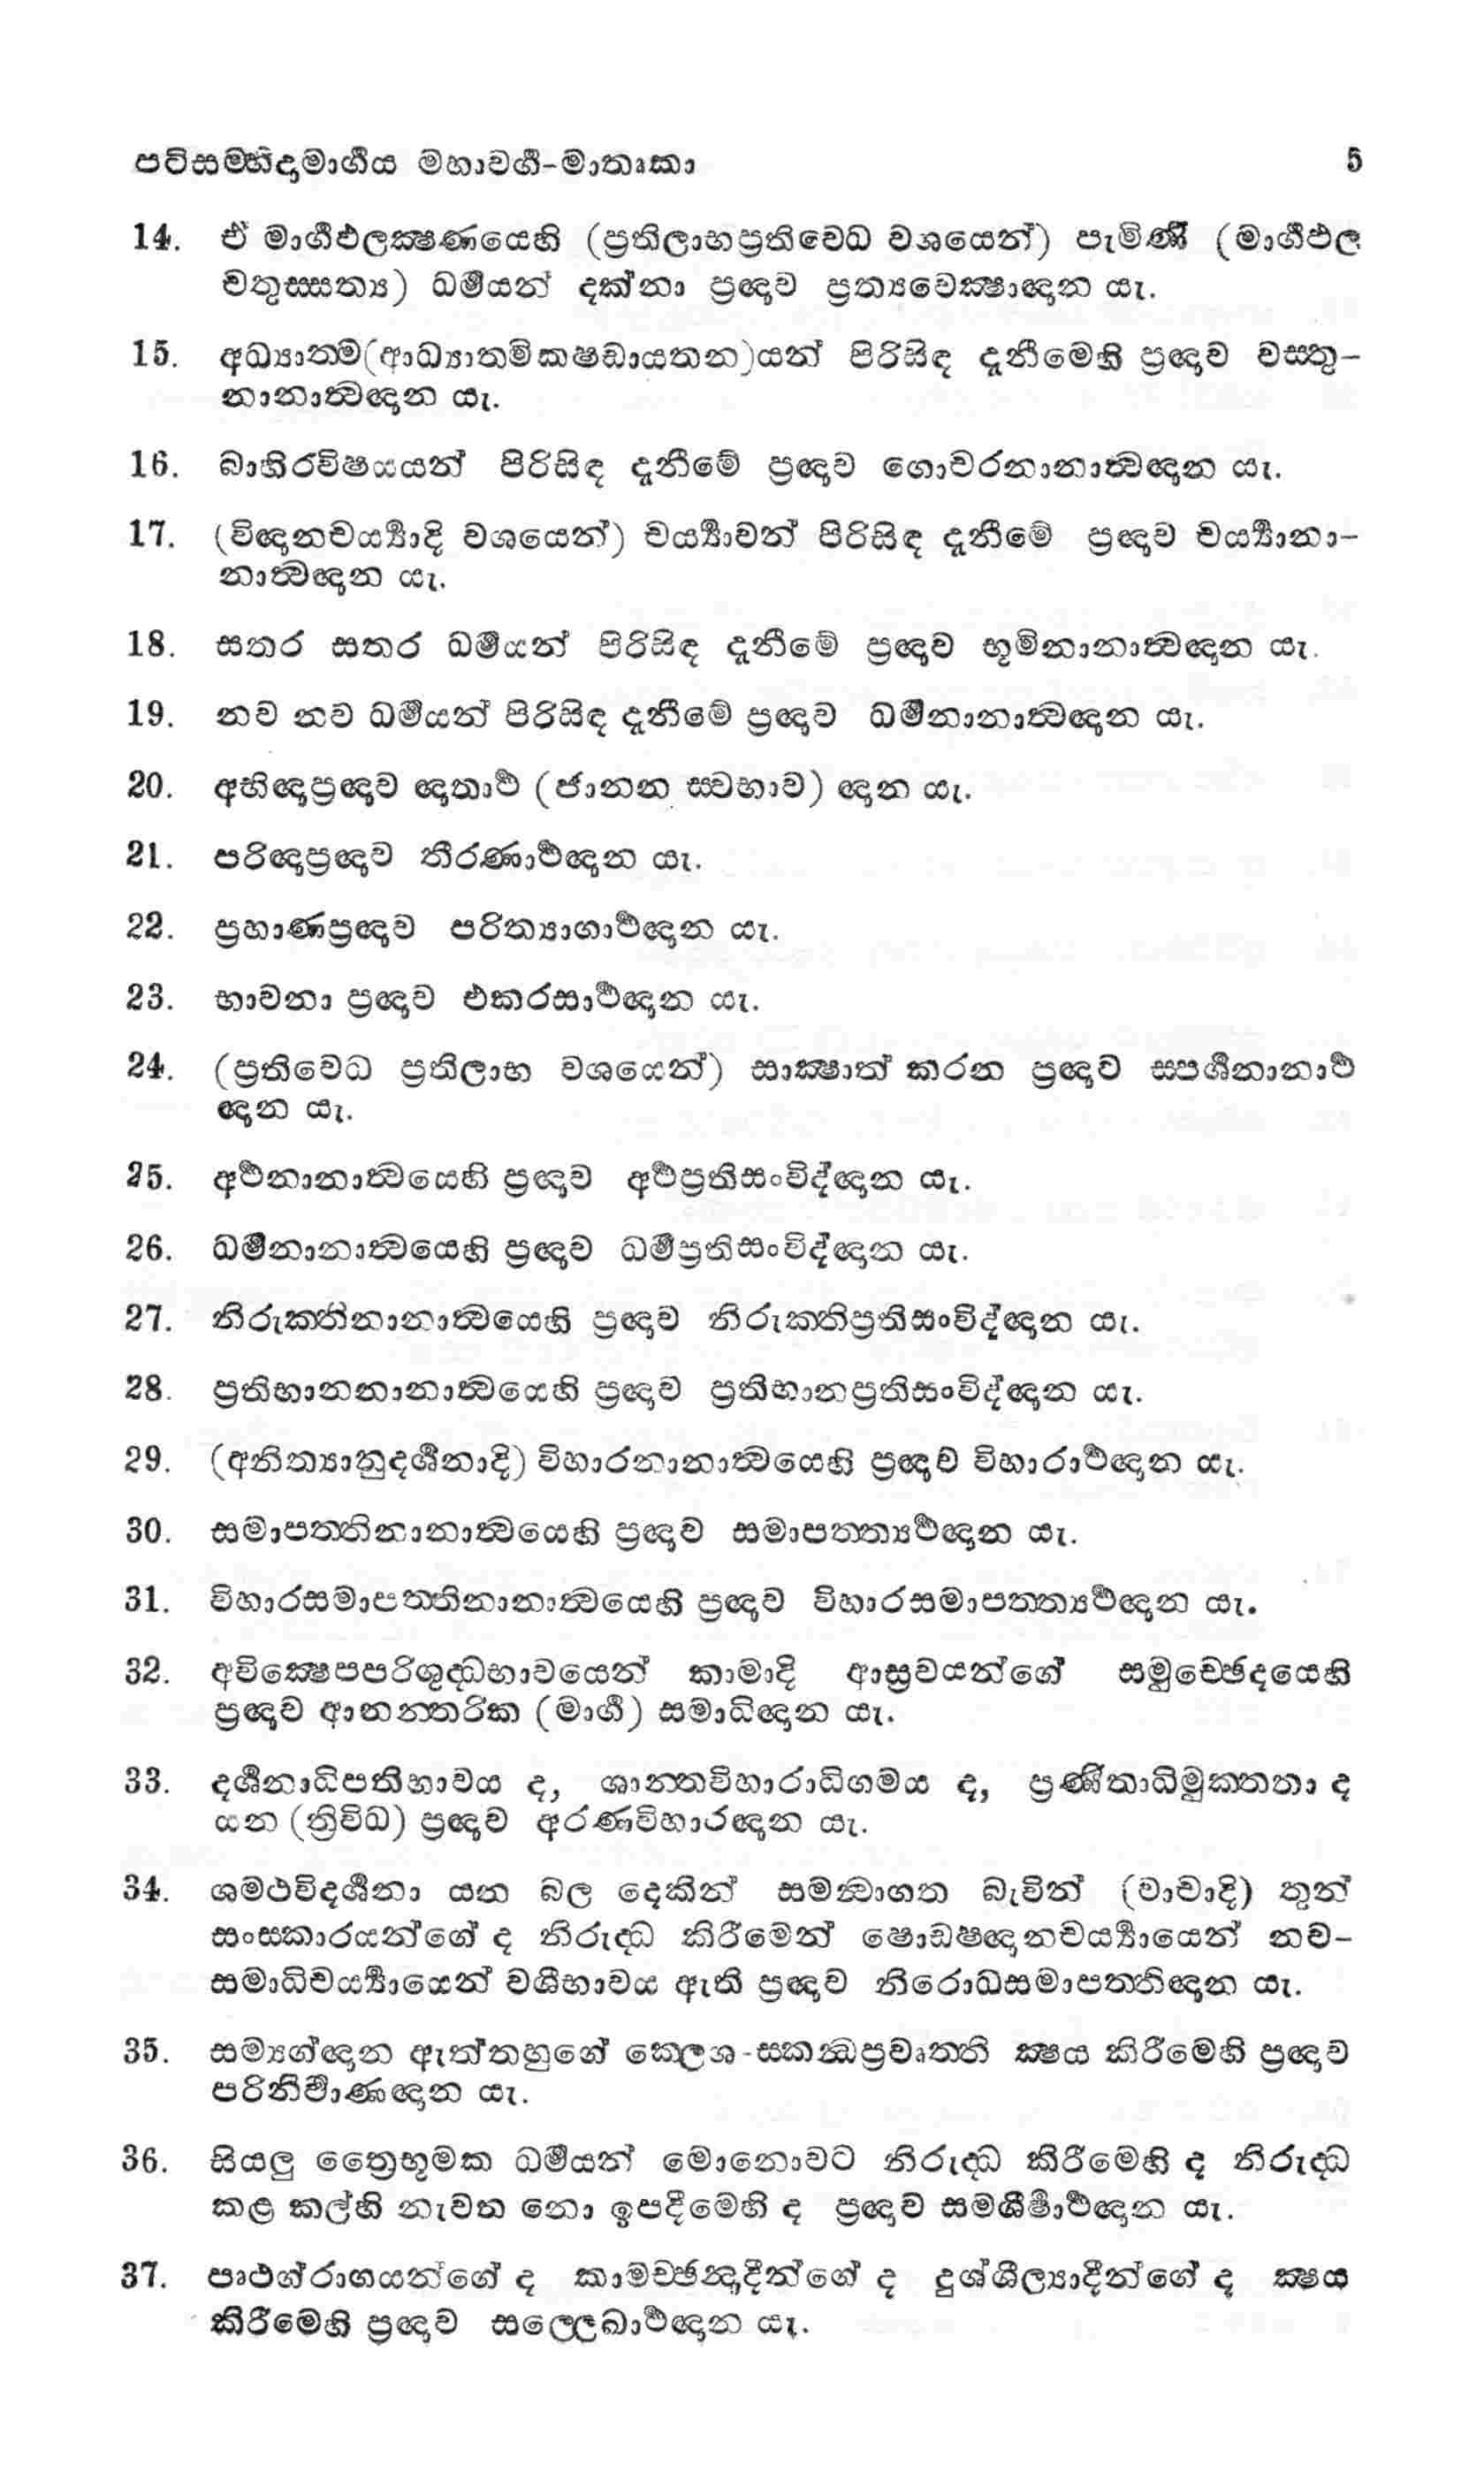 පටිසම්භිදාමාර්ගය මහාවර්ග-මාතෘකා 5
14. ඒ මාර්ගඵලක්ෂණයෙහි (ප්‍රතිලාභප්‍රතිවෙධ වශයෙන්) පැමිණි (මාර්ගඵල
චතුස්සත්‍ය) ධර්මයන් දක්නා ප්‍රඥාව ප්‍රත්‍යවෙක්ෂාඥාන යැ.
15. අධ්‍යාත්ම(ආධ්‍යාත්මිකෂඩායතන)යන් පිරිසිඳ දැනීමෙහි ප්‍රඥාව වස්තු-
නානාත්වඥාන යැ.
16. බාහිරවිෂයයන් පිරිසිඳ දැනීමේ ප්‍රඥාව ගොචරනානාත්වඥාන යැ.
17. (විඥානචර්‍ය්‍යාදි වශයෙන්) චර්‍ය්‍යාවන් පිරිසිඳ දැනීමේ ප්‍රඥාව චර්‍ය්‍යානා-
නාත්වඥාන යැ.
18. සතර සතර ධර්මයන් පිරිසිඳ දැනීමේ ප්‍රඥාව භූමිනානාත්වඥාන යැ.
19. නව නව ධර්මයන් පිරිසිඳ දැනීමේ ප්‍රඥාව ධර්මනානාත්වඥාන යැ.
20. අභිඥාප්‍රඥාව ඥාතාර්ථ (ජානන ස්වභාව) ඥාන යැ.
21. පරිඥාප්‍රඥාව තීරණාර්ථඥාන යැ.
22. ප්‍රහාණප්‍රඥාව පරිත්‍යාගාර්ථඥාන යැ.
23. භාවනා ප්‍රඥාව එකරසාර්ථඥාන යැ.
24. (ප්‍රතිවෙධ ප්‍රතිලාභ වශයෙන්) සාක්ෂාත් කරන ප්‍රඥාව ස්පර්ශනානාර්ථ
ඥාන යැ.
25. අර්ථනානාත්වයෙහි ප්‍රඥාව අර්ථප්‍රතිසංවිද්ඥාන යැ.
26. ධර්මනානාත්වයෙහි ප්‍රඥාව ධර්මප්‍රතිසංවිද්ඥාන යැ.
27. නිරුක්තිනානාත්වයෙහි ප්‍රඥාව නිරුක්තිප්‍රතිසංවිද්ඥාන යැ.
28. ප්‍රතිභානනානාත්වයෙහි ප්‍රඥාව ප්‍රතිභානප්‍රතිසංවිද්ඥාන යැ.
29. (අනිත්‍යානුදර්ශනාදි) විහාරනානාත්වයෙහි ප්‍රඥාව විහාරාර්ථඥාන යැ.
30. සමාපත්තිනානාත්වයෙහි ප්‍රඥාව සමාපත්ත්‍යර්ථඥාන යැ.
31. විහාරසමාපත්තිනානාත්වයෙහි ප්‍රඥාව විහාරසමාපත්ත්‍යර්ථඥාන යැ.
32. අවික්ෂෙපපරිශුද්ධභාවයෙන් කාමාදි ආස්‍රවයන්ගේ සමුච්ඡෙදයෙහි
ප්‍රඥාව ආනන්තරික (මාර්ග) සමාධිඥාන යැ.
33. දර්ශනාධිපතිභාවය ද, ශාන්තවිහාරාධිගමය ද, ප්‍රණීතාධිමුක්තතා ද
යන (ත්‍රිවිධ) ප්‍රඥාව අරණවිහාරඥාන යැ.
34. ශමථවිදර්ශනා යන බල දෙකින් සමන්වාගත බැවින් (වාචාදි) තුන්
සංස්කාරයන්ගේ ද නිරුද්ධ කිරීමෙන් ෂොඩෂඥානචර්‍ය්‍යායෙන් නව-
සමාධිචර්‍ය්‍යායෙන් වශීභාවය ඇති ප්‍රඥාව නිරොධසමාපත්තිඥාන යැ.
35. සම්‍යග්ඥාන ඇත්තහුගේ ක්ලෙශ-ස්කන්ධප්‍රවෘත්ති ක්ෂය කිරීමෙහි ප්‍රඥාව
පරිනිර්වාණඥාන යැ.
36. සියලු ත්‍රෛභූමක ධර්මයන් මොනොවට නිරුද්ධ කිරීමෙහි ද නිරුද්ධ
කළ කල්හි නැවත නො ඉපදීමෙහි ද ප්‍රඥාව සමශීර්ෂාර්ථඥාන යැ.
37. පෘථග්රාගයන්ගේ ද කාමච්ඡන්දාදීන්ගේ ද දුශ්ශීල්‍යාදීන්ගේ ද ක්ෂය
කිරීමෙහි ප්‍රඥාව සල්ලෙඛාර්ථඥාන යැ.